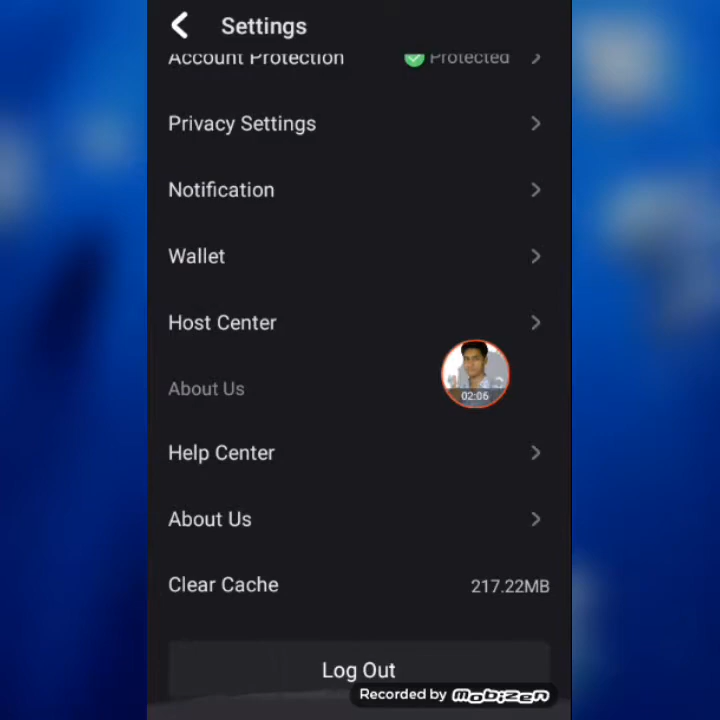 Settings
Account Protection Protected
Privacy Settings
Notification
Wallet
Host Center
02:06
About Us
Help Center
About Us
Clear Cache 217.22MB
Log Out
Recorded by mobizen